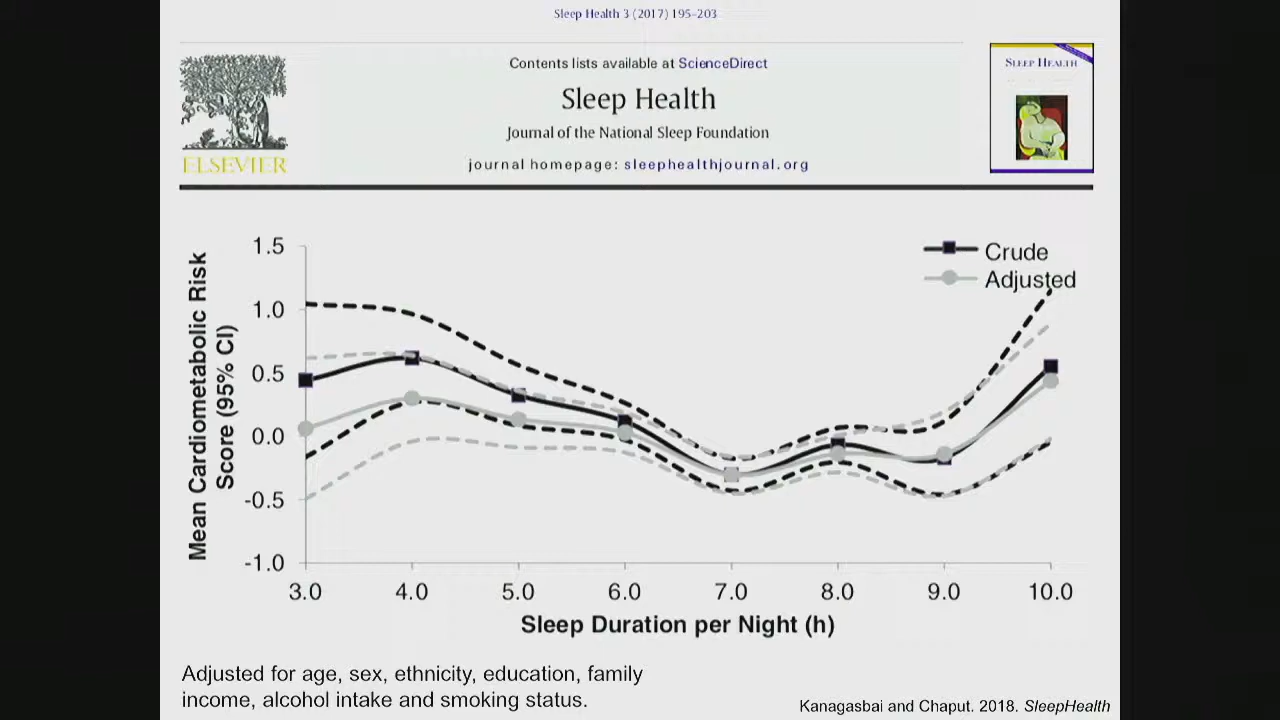 Sleep Health 3 (2017) 195–203
Contents lists available at ScienceDirect
Sleep Health
Journal of the National Sleep Foundation
journal homepage: sleephealthjournal.org
ELSEVIER
SLEEP HEALTH
Mean Cardiometabolic Risk
Score (95% CI)
1.5
1.0
0.5
0.0
-0.5
-1.0
Crude
Adjusted
3.0 4.0 5.0 6.0 7.0 8.0 9.0 10.0
Sleep Duration per Night (h)
Adjusted for age, sex, ethnicity, education, family
income, alcohol intake and smoking status.
Kanagasbai and Chaput. 2018. SleepHealth